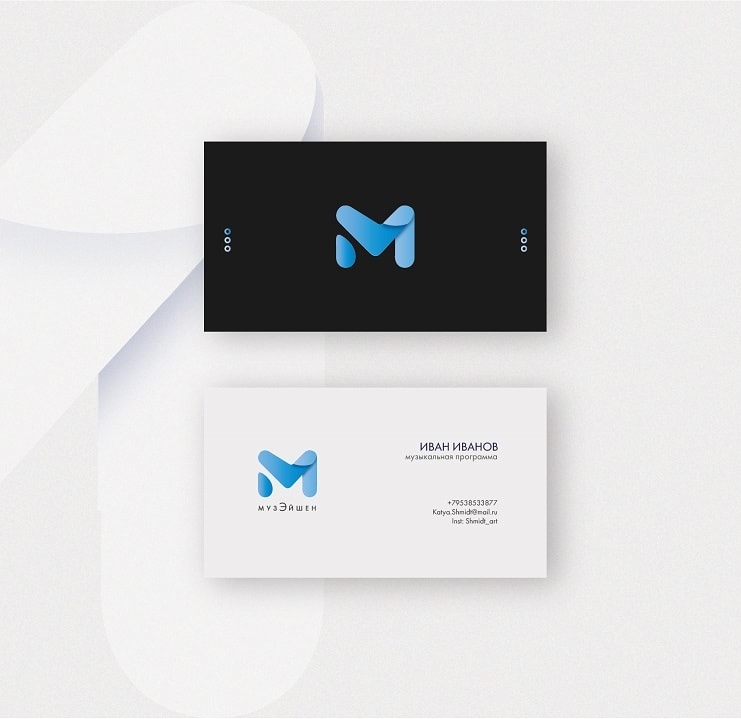 M
M
музЭйшен
ИВАН ИВАНОВ
музыкальная программа
+79538533877
Katya.Shmidt@mail.ru
Inst: Shmidt_art